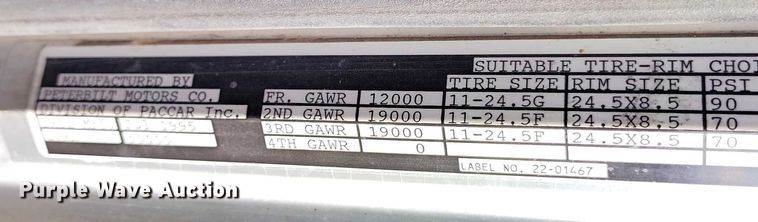 SUITABLE TIRE-RIM CHOI
MANUFACTURED BY TIRE SIZE RIM SIZE PSI
PETERBILT MOTORS CO. FR. GAWR 12000 11-24.5G 24.5X8.5 90
DIVISION OF PACCAR Inc. 2ND GAWR 19000 11-24.5F 24.5X8.5 70
3RD GAWR 19000 11-24.5F 24.5X8.5 70
4TH GAWR 0
LABEL NO. 22-01467
Purple Wave Auction